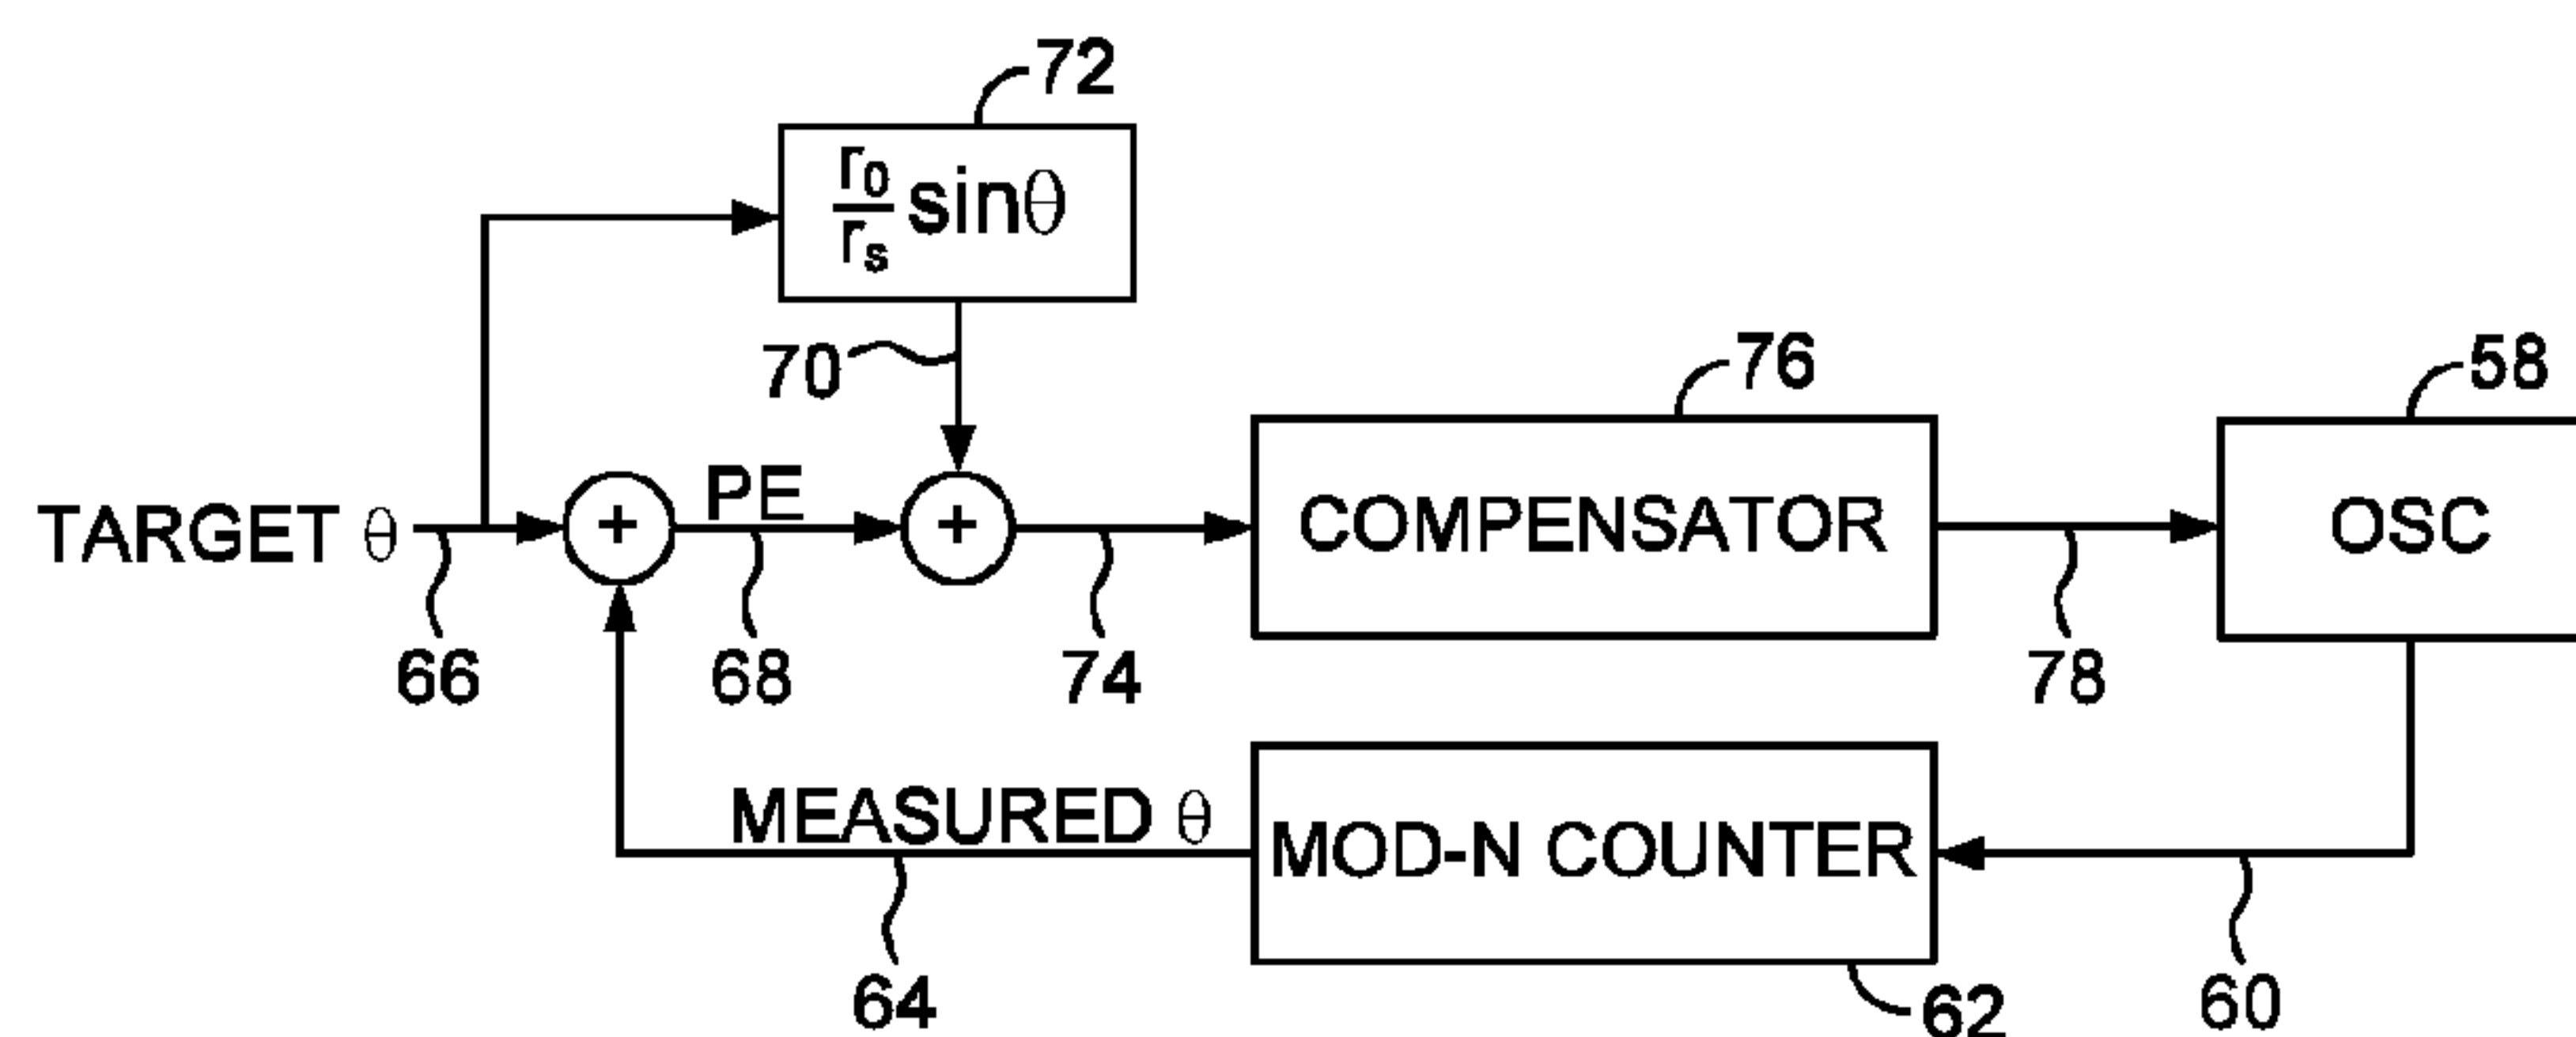 72
r₀/rₛ sinθ
70
76
58
TARGET θ
PE
COMPENSATOR
OSC
66
68
74
78
MEASURED θ
MOD-N COUNTER
64
62
60